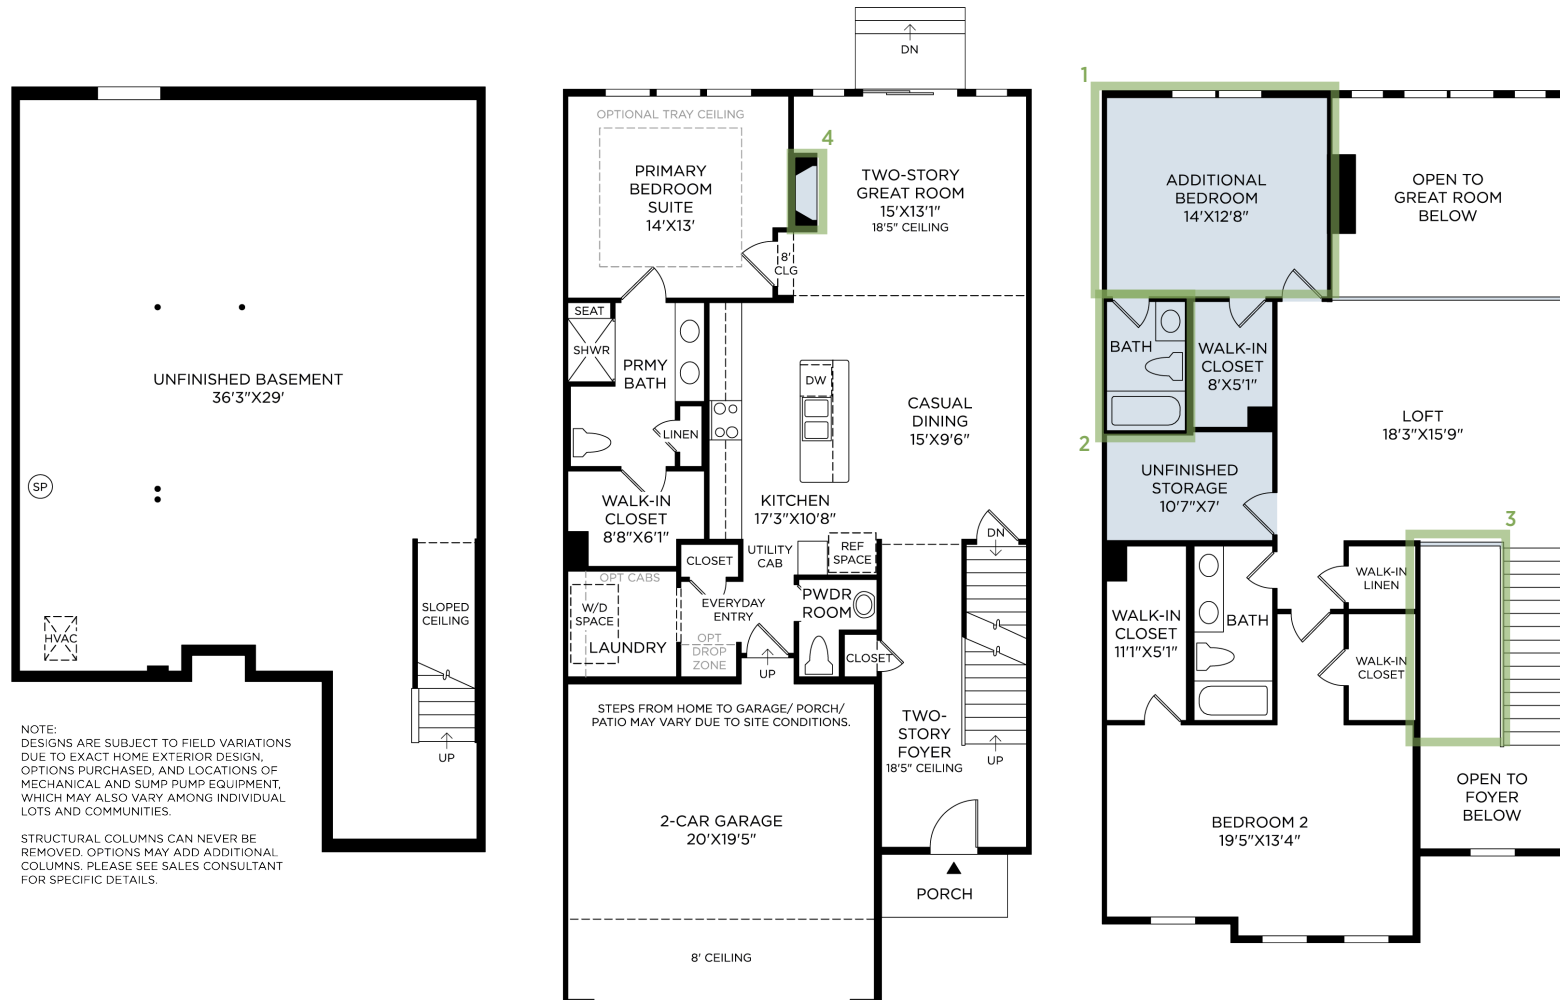 UNFINISHED BASEMENT
36'3"X29'
SP
HVAC
SLOPED
CEILING
UP
NOTE:
DESIGNS ARE SUBJECT TO FIELD VARIATIONS
DUE TO EXACT HOME EXTERIOR DESIGN,
OPTIONS PURCHASED, AND LOCATIONS OF
MECHANICAL AND SUMP PUMP EQUIPMENT,
WHICH MAY ALSO VARY AMONG INDIVIDUAL
LOTS AND COMMUNITIES.
STRUCTURAL COLUMNS CAN NEVER BE
REMOVED. OPTIONS MAY ADD ADDITIONAL
COLUMNS. PLEASE SEE SALES CONSULTANT
FOR SPECIFIC DETAILS.
DN
OPTIONAL TRAY CEILING
PRIMARY
BEDROOM
SUITE
14'X13'
4
TWO-STORY
GREAT ROOM
15'X13'1"
18'5" CEILING
8'
CLG
SEAT
SHWR
PRMY
BATH
LINEN
DW
CASUAL
DINING
15'X9'6"
WALK-IN
CLOSET
8'8"X6'1"
KITCHEN
17'3"X10'8"
UTILITY
CAB
REF
SPACE
DN
CLOSET
OPT CABS
W/D
SPACE
LAUNDRY
EVERYDAY
ENTRY
OPT
DROP
ZONE
PWDR
ROOM
CLOSET
UP
STEPS FROM HOME TO GARAGE/ PORCH/
PATIO MAY VARY DUE TO SITE CONDITIONS.
TWO-
STORY
FOYER
18'5" CEILING
UP
2-CAR GARAGE
20'X19'5"
PORCH
8' CEILING
1
ADDITIONAL
BEDROOM
14'X12'8"
OPEN TO
GREAT ROOM
BELOW
BATH
WALK-IN
CLOSET
8'X5'1"
2
LOFT
18'3"X15'9"
UNFINISHED
STORAGE
10'7"X7'
3
WALK-IN
LINEN
WALK-IN
CLOSET
11'1"X5'1"
BATH
WALK-IN
CLOSET
OPEN TO
FOYER
BELOW
BEDROOM 2
19'5"X13'4"